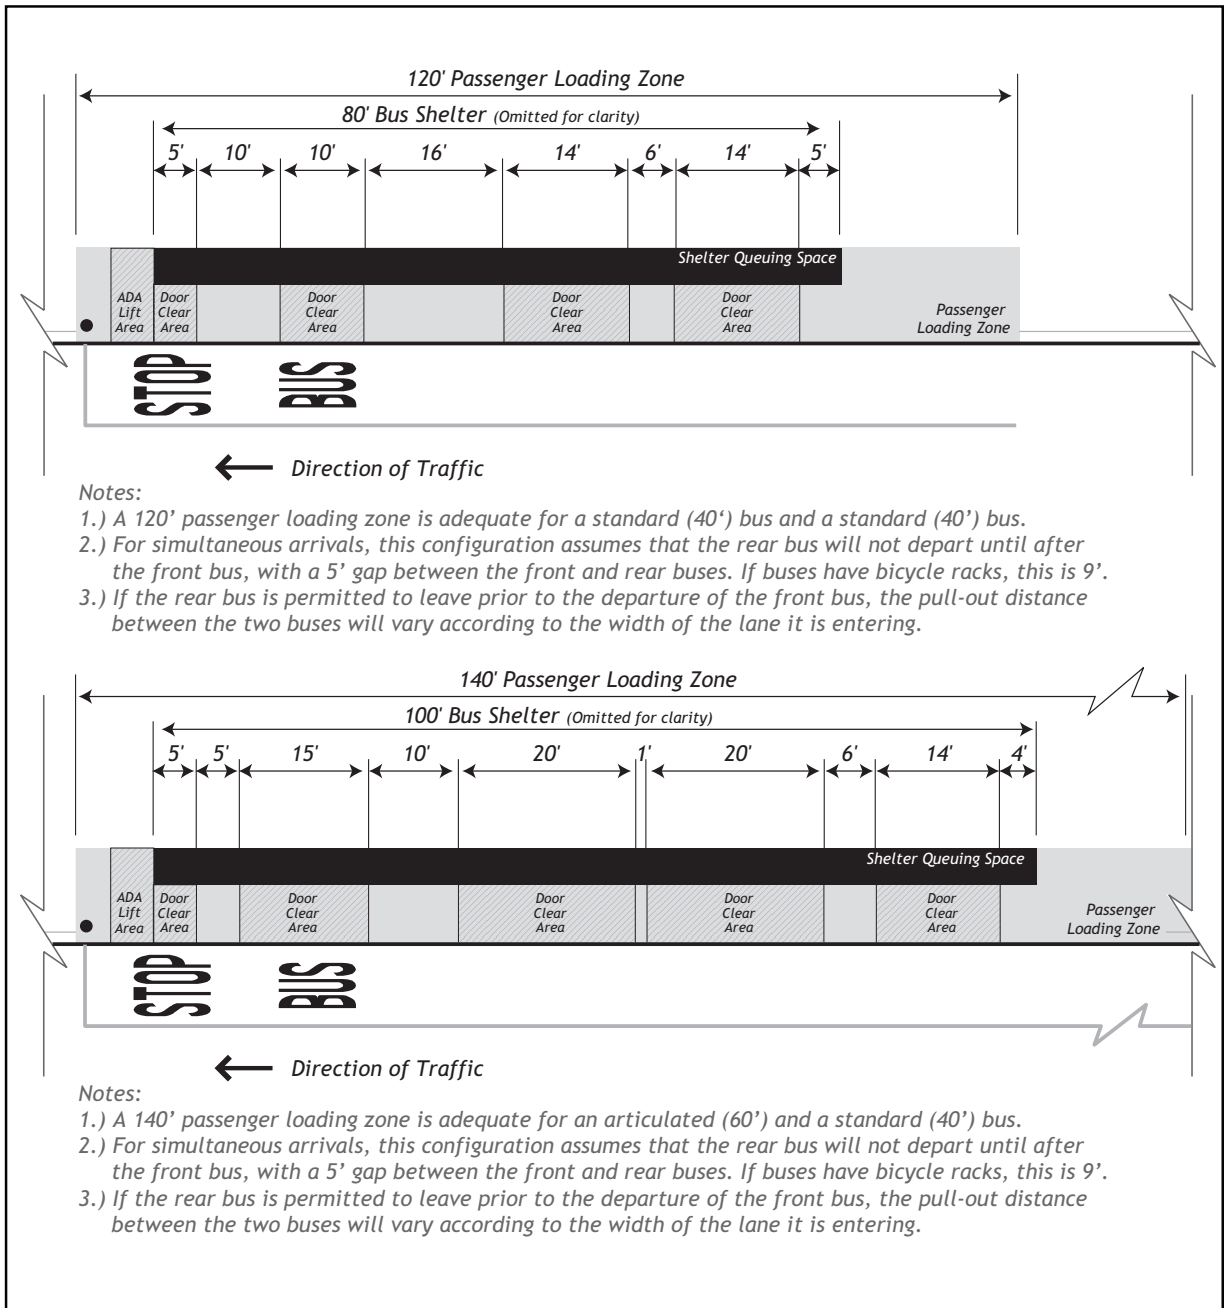 120' Passenger Loading Zone
80' Bus Shelter (Omitted for clarity)
5' 10' 10' 16' 14' 6' 14' 5'
Shelter Queuing Space
ADA Lift Area
Door Clear Area
Door Clear Area
Door Clear Area
Door Clear Area
Passenger
Loading Zone
STOP BUS
Direction of Traffic
Notes:
1.) A 120’ passenger loading zone is adequate for a standard (40‘) bus and a standard (40’) bus.
2.) For simultaneous arrivals, this configuration assumes that the rear bus will not depart until after
the front bus, with a 5’ gap between the front and rear buses. If buses have bicycle racks, this is 9’.
3.) If the rear bus is permitted to leave prior to the departure of the front bus, the pull-out distance
between the two buses will vary according to the width of the lane it is entering.
140' Passenger Loading Zone
100' Bus Shelter (Omitted for clarity)
5' 5' 15' 10' 20' 1' 20' 6' 14' 4'
Shelter Queuing Space
ADA Lift Area
Door Clear Area
Door Clear Area
Door Clear Area
Door Clear Area
Door Clear Area
Passenger
Loading Zone
STOP BUS
Direction of Traffic
Notes:
1.) A 140’ passenger loading zone is adequate for an articulated (60’) and a standard (40’) bus.
2.) For simultaneous arrivals, this configuration assumes that the rear bus will not depart until after
the front bus, with a 5’ gap between the front and rear buses. If buses have bicycle racks, this is 9’.
3.) If the rear bus is permitted to leave prior to the departure of the front bus, the pull-out distance
between the two buses will vary according to the width of the lane it is entering.